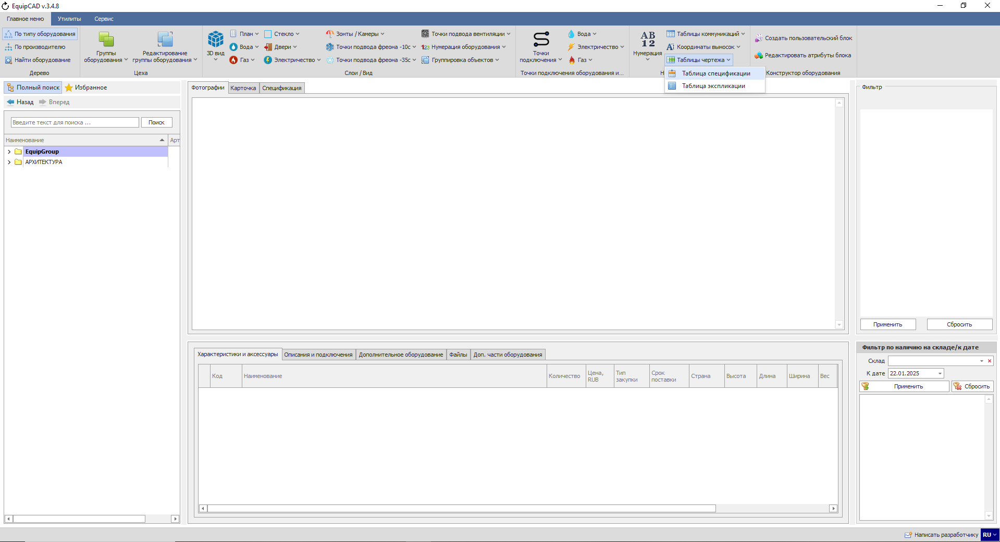 EquipCAD v.3.4.8
Главное меню Утилиты Сервис
По типу оборудования
По производителю
Найти оборудование
Дерево
Группы
оборудования
Редактирование
группы оборудования
Цеха
3D вид
План Стекло Зонты / Камеры Точки подвода вентиляции
Вода Двери Точки подвода фреона -10с 123 Нумерация оборудования
Газ Электричество Точки подвода фреона -35с Группировка объектов
Слои / Вид
Точки
подключения
Вода
Электричество
Газ
Точки подключения оборудования и...
AB
12
Нумерация
Таблицы коммуникаций
Координаты выносок
Таблицы чертежа
Н
Таблица спецификации
Таблица экспликации
Создать пользовательский блок
Редактировать атрибуты блока
Конструктор оборудования
Полный поиск Избранное
Назад Вперед
Введите текст для поиска ... Поиск
Наименование Арт
EquipGroup
АРХИТЕКТУРА
Фотографии Карточка Спецификация
Фильтр
Применить Сбросить
Характеристики и аксессуары Описания и подключения Дополнительное оборудование Файлы Доп. части оборудования
Код Наименование Количество Цена, RUB Тип закупки Срок поставки Страна Высота Длина Ширина Вес
Фильтр по наличию на складе/к дате
Склад
К дате 22.01.2025
Применить Сбросить
Написать разработчику RU